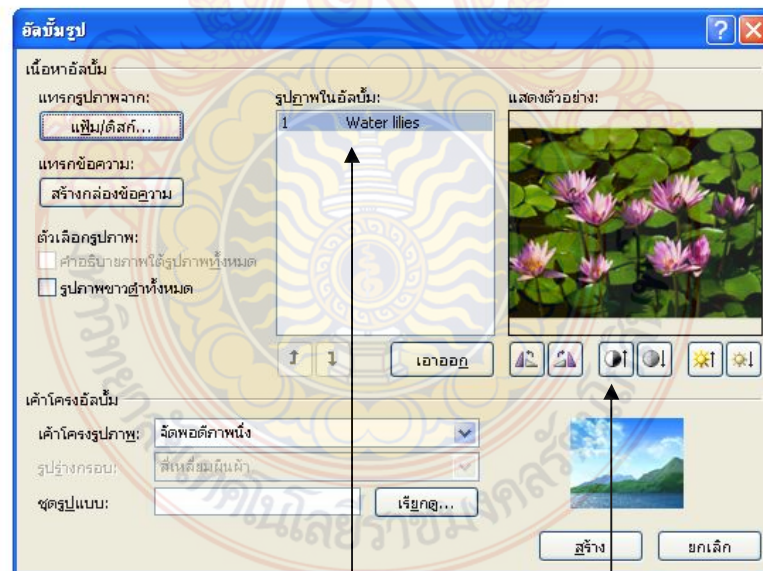 อัลบั้มรูป
เนื้อหาอัลบั้ม
แทรกรูปภาพจาก:
แฟ้ม/ดิสก์...
แทรกข้อความ:
สร้างกล่องข้อความ
ตัวเลือกรูปภาพ:
คำอธิบายภาพใต้รูปภาพทั้งหมด
รูปภาพขาวดำทั้งหมด
รูปภาพในอัลบั้ม:
1 Water lilies
เอาออก
แสดงตัวอย่าง:
เค้าโครงอัลบั้ม
เค้าโครงรูปภาพ:
จัดพอดีภาพนิ่ง
รูปร่างกรอบ:
สี่เหลี่ยมผืนผ้า
ชุดรูปแบบ:
เรียกดู...
สร้าง
ยกเลิก